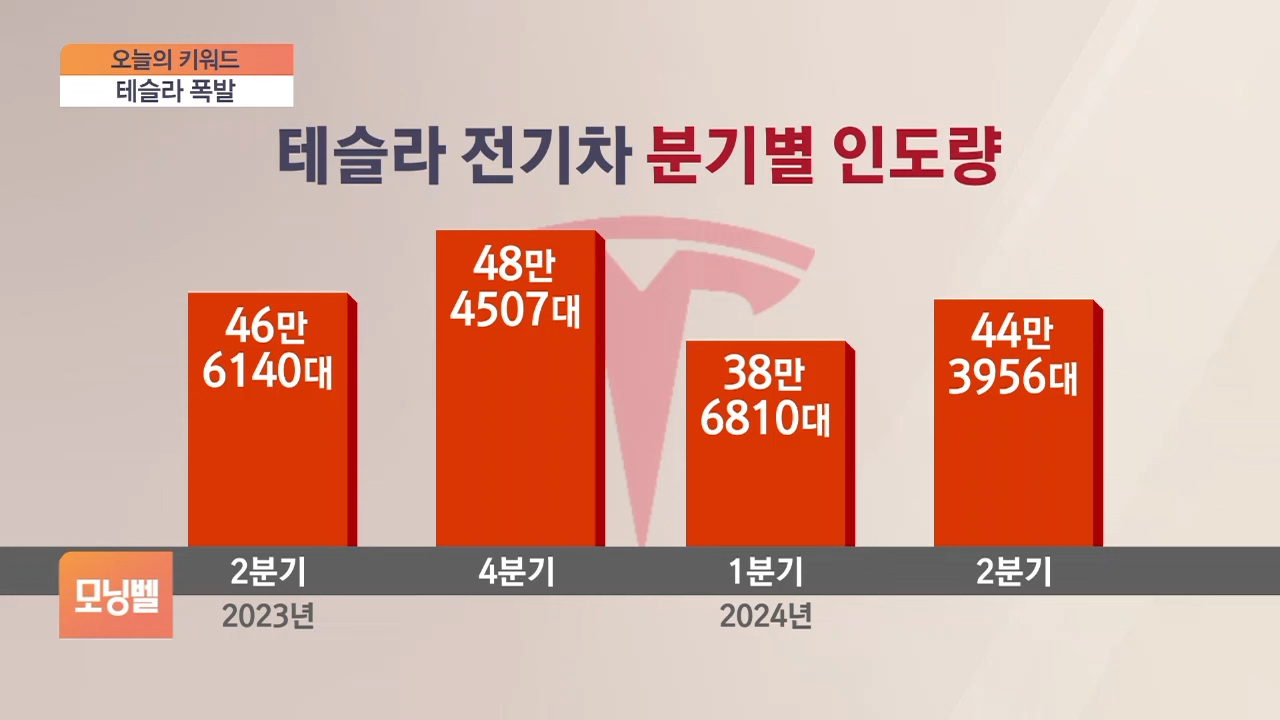 오늘의 키워드
테슬라 폭발
테슬라 전기차 분기별 인도량
46만
6140대
48만
4507대
38만
6810대
44만
3956대
2분기
4분기
1분기
2분기
2023년
2024년
모닝벨